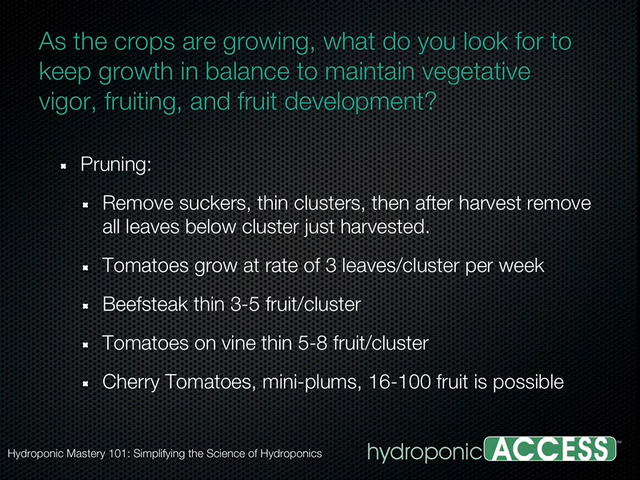 As the crops are growing, what do you look for to
keep growth in balance to maintain vegetative
vigor, fruiting, and fruit development?
Pruning:
Remove suckers, thin clusters, then after harvest remove
all leaves below cluster just harvested.
Tomatoes grow at rate of 3 leaves/cluster per week
Beefsteak thin 3-5 fruit/cluster
Tomatoes on vine thin 5-8 fruit/cluster
Cherry Tomatoes, mini-plums, 16-100 fruit is possible
Hydroponic Mastery 101: Simplifying the Science of Hydroponics
hydroponic ACCESS™